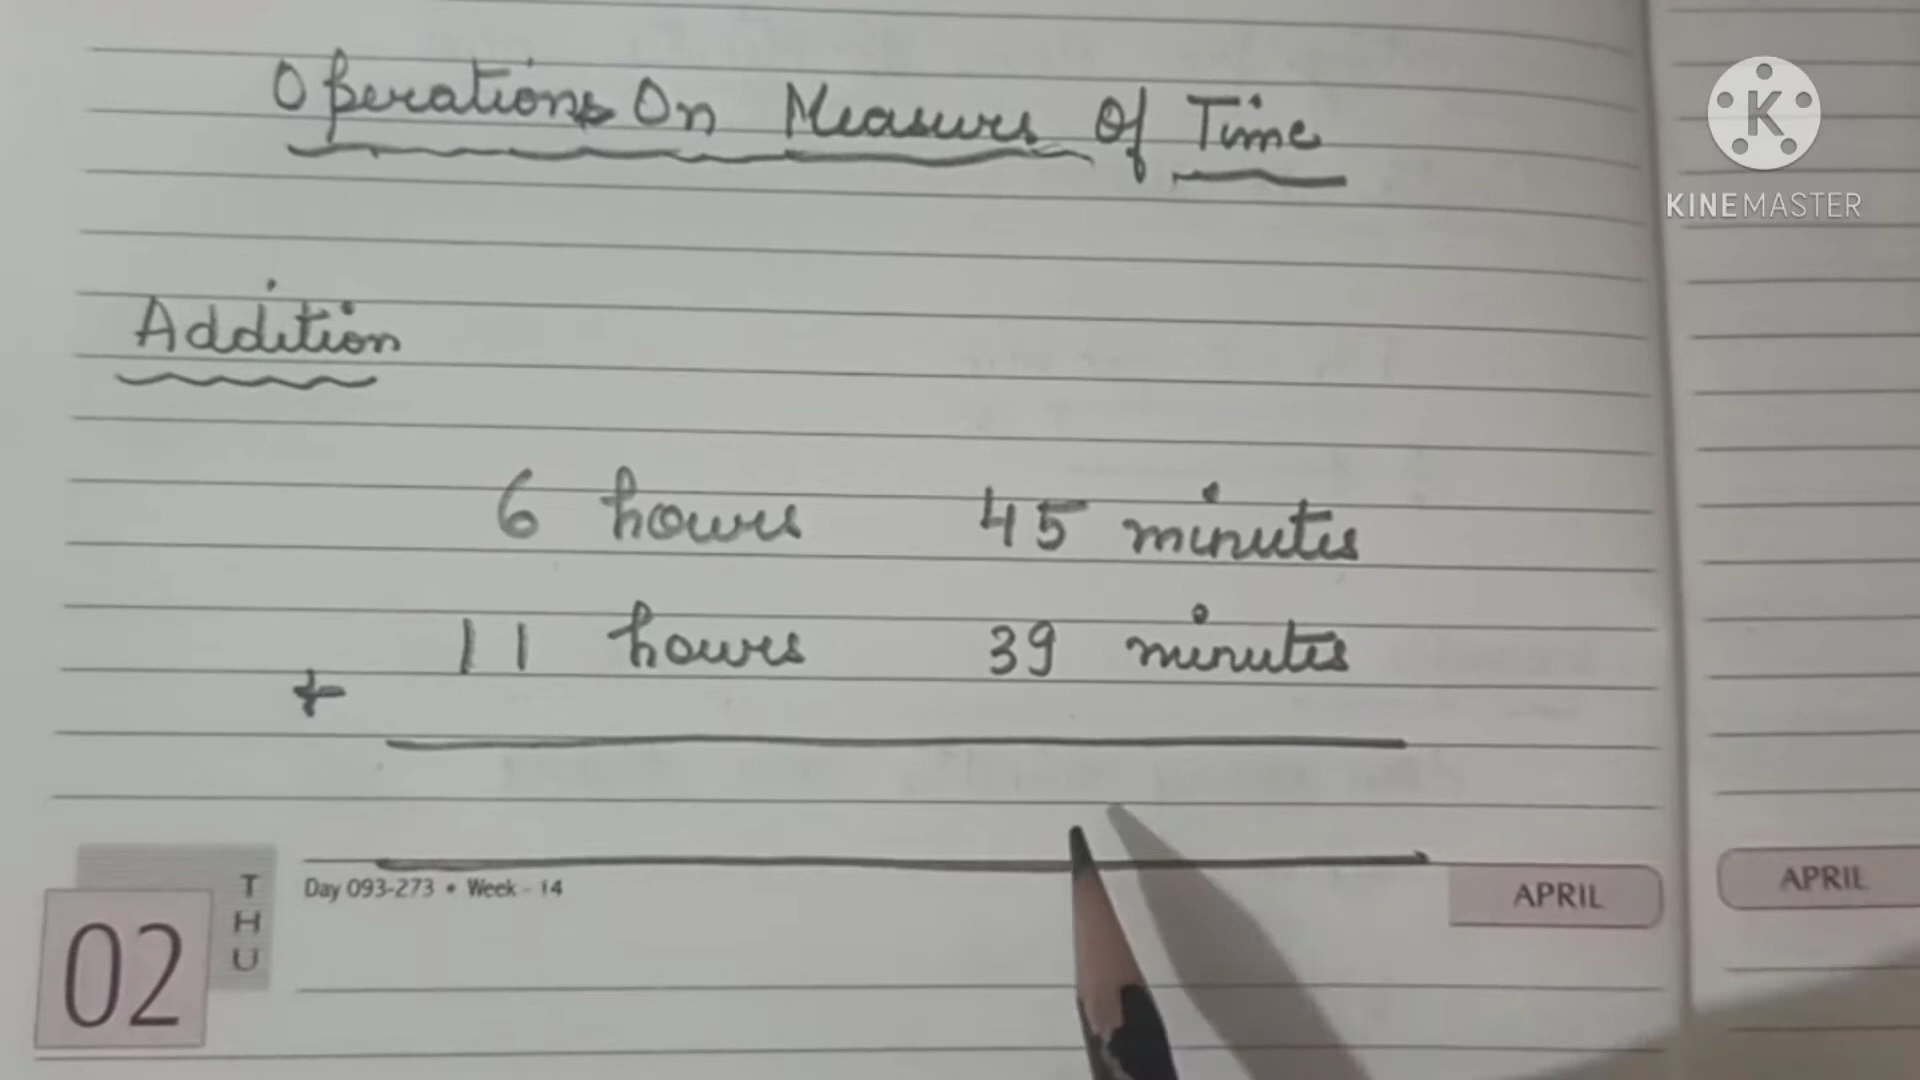 Operations On Measures Of Time
K
KINEMASTER
Addition
6 hours 45 minutes
11 hours 39 minutes
+
02
THU
Day 093-273 • Week - 14
APRIL
APRIL